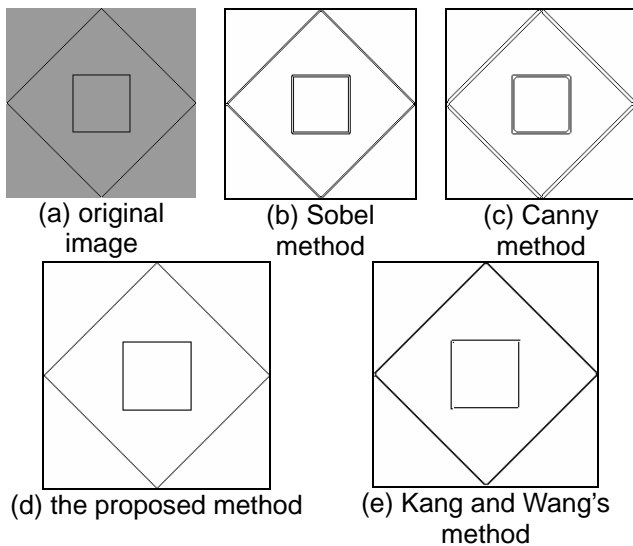 (a) original
image
(b) Sobel
method
(c) Canny
method
(d) the proposed method
(e) Kang and Wang's
method